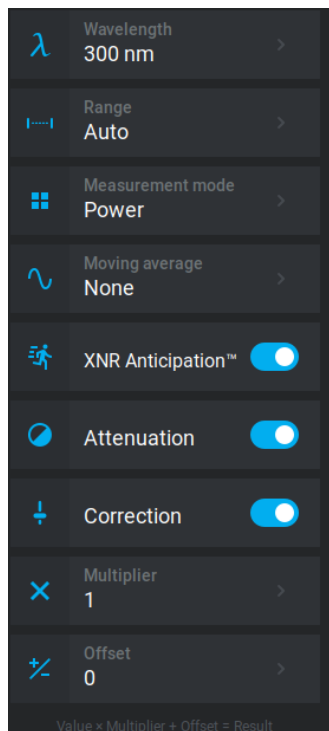 Wavelength
300 nm
Range
Auto
Measurement mode
Power
Moving average
None
XNR Anticipation™
Attenuation
Correction
Multiplier
1
Offset
0
Value × Multiplier + Offset = Result